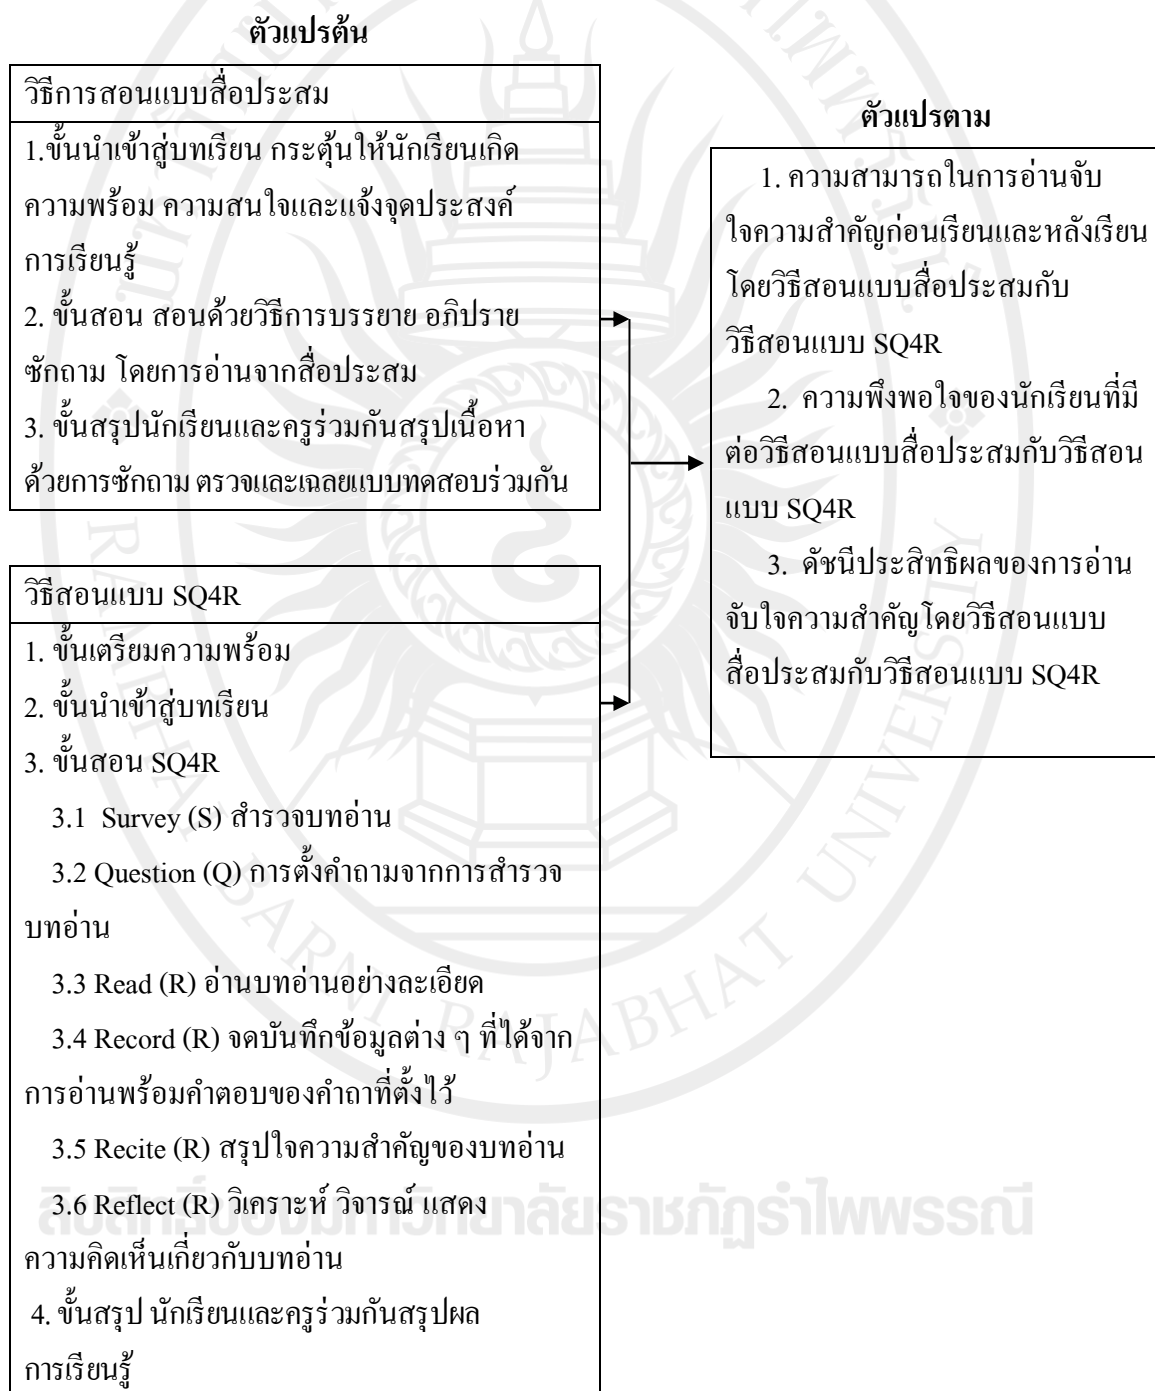 ตัวแปรต้น
วิธีการสอนแบบสื่อประสม
1.ขั้นนำเข้าสู่บทเรียน กระตุ้นให้นักเรียนเกิด
ความพร้อม ความสนใจและแจ้งจุดประสงค์
การเรียนรู้
2. ขั้นสอน สอนด้วยวิธีการบรรยาย อภิปราย
ซักถาม โดยการอ่านจากสื่อประสม
3. ขั้นสรุปนักเรียนและครูร่วมกันสรุปเนื้อหา
ด้วยการซักถาม ตรวจและเฉลยแบบทดสอบร่วมกัน
วิธีสอนแบบ SQ4R
1. ขั้นเตรียมความพร้อม
2. ขั้นนำเข้าสู่บทเรียน
3. ขั้นสอน SQ4R
3.1 Survey (S) สำรวจบทอ่าน
3.2 Question (Q) การตั้งคำถามจากการสำรวจ
บทอ่าน
3.3 Read (R) อ่านบทอ่านอย่างละเอียด
3.4 Record (R) จดบันทึกข้อมูลต่าง ๆ ที่ได้จาก
การอ่านพร้อมคำตอบของคำถาที่ตั้งไว้
3.5 Recite (R) สรุปใจความสำคัญของบทอ่าน
3.6 Reflect (R) วิเคราะห์ วิจารณ์ แสดง
ความคิดเห็นเกี่ยวกับบทอ่าน
4. ขั้นสรุป นักเรียนและครูร่วมกันสรุปผล
การเรียนรู้
ตัวแปรตาม
1. ความสามารถในการอ่านจับ
ใจความสำคัญก่อนเรียนและหลังเรียน
โดยวิธีสอนแบบสื่อประสมกับ
วิธีสอนแบบ SQ4R
2. ความพึงพอใจของนักเรียนที่มี
ต่อวิธีสอนแบบสื่อประสมกับวิธีสอน
แบบ SQ4R
3. ดัชนีประสิทธิผลของการอ่าน
จับใจความสำคัญโดยวิธีสอนแบบ
สื่อประสมกับวิธีสอนแบบ SQ4R
RAMBHAI BARNI RAJABHAT UNIVERSITY
ลิขสิทธิ์ของมหาวิทยาลัยราชภัฏรำไพพรรณี